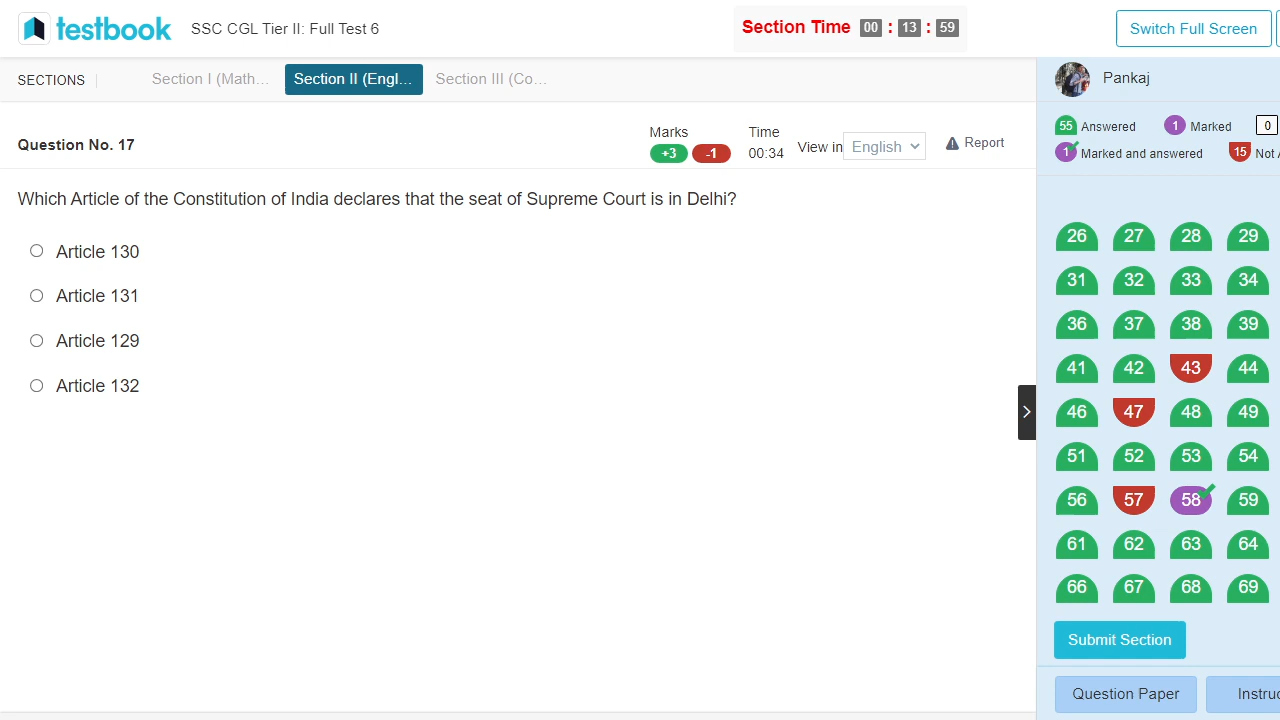 testbook SSC CGL Tier II: Full Test 6 Section Time 00 : 13 : 59 Switch Full Screen
SECTIONS Section I (Math... Section II (Engl... Section III (Co... Pankaj
55 Answered 1 Marked 0
1 Marked and answered 15 Not
Question No. 17 Marks +3 -1 Time 00:34 View in English Report
Which Article of the Constitution of India declares that the seat of Supreme Court is in Delhi?
Article 130
Article 131
Article 129
Article 132
26 27 28 29
31 32 33 34
36 37 38 39
41 42 43 44
46 47 48 49
51 52 53 54
56 57 58 59
61 62 63 64
66 67 68 69
Submit Section
Question Paper Instruc